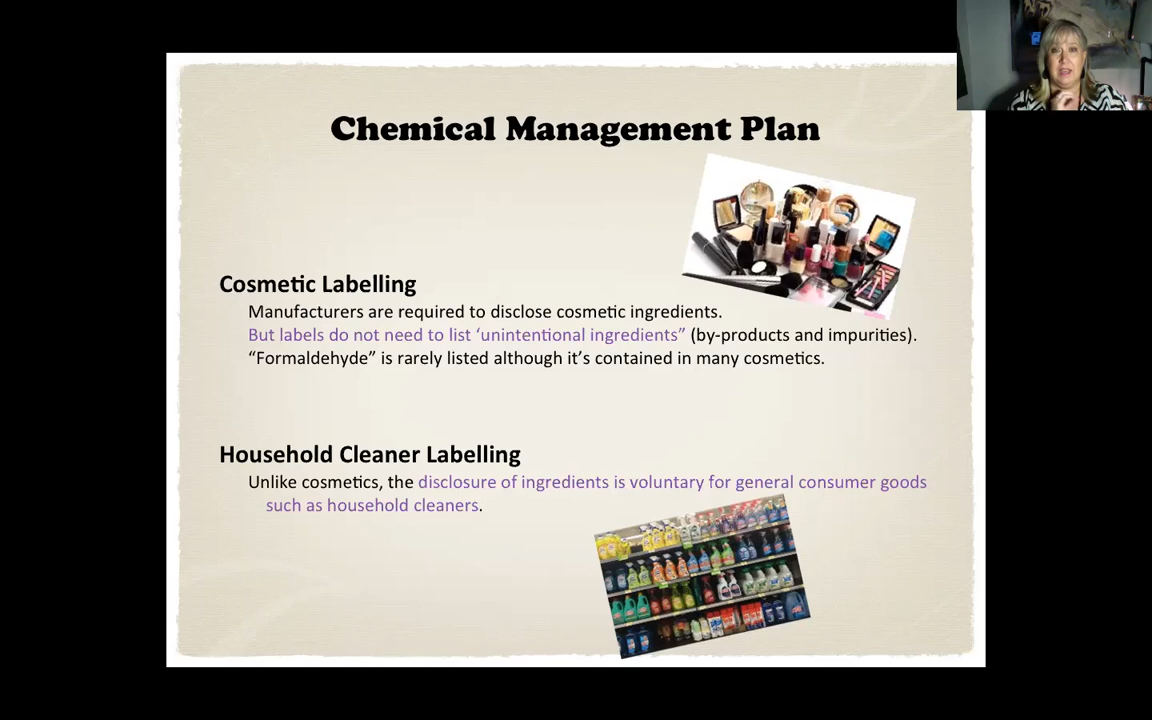 Chemical Management Plan
Cosmetic Labelling
Manufacturers are required to disclose cosmetic ingredients.
But labels do not need to list ‘unintentional ingredients” (by-products and impurities).
“Formaldehyde” is rarely listed although it’s contained in many cosmetics.
Household Cleaner Labelling
Unlike cosmetics, the disclosure of ingredients is voluntary for general consumer goods
such as household cleaners.